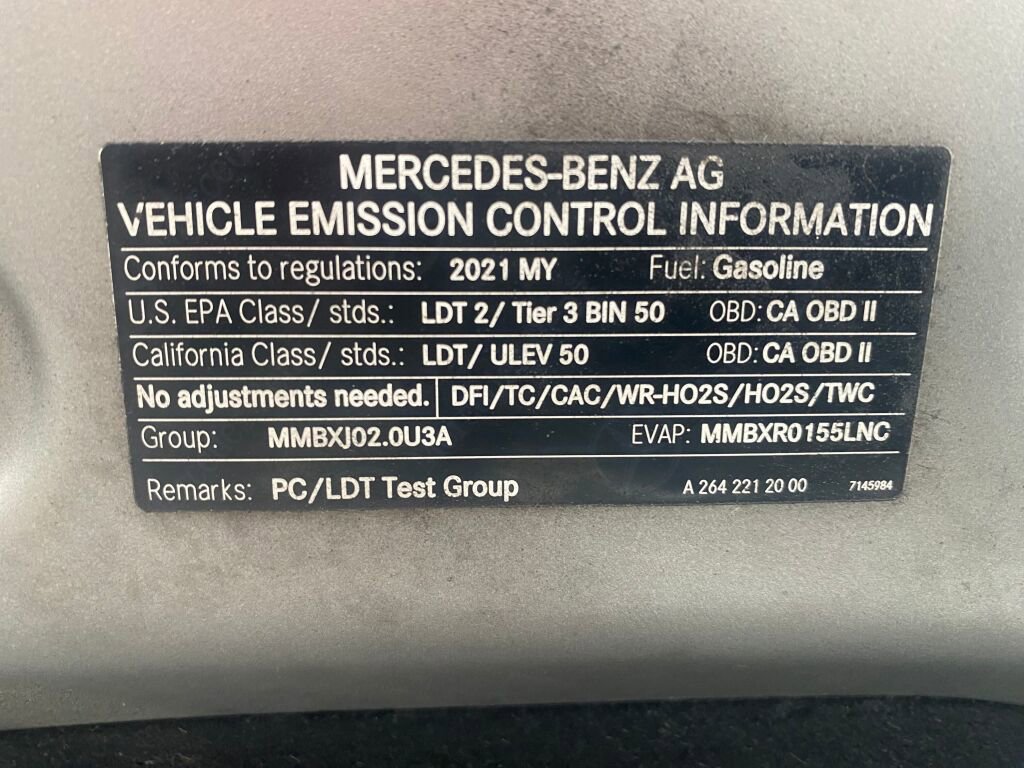 MERCEDES-BENZ AG
VEHICLE EMISSION CONTROL INFORMATION
Conforms to regulations: 2021 MY Fuel: Gasoline
U.S. EPA Class/ stds.: LDT 2/ Tier 3 BIN 50 OBD: CA OBD II
California Class/ stds.: LDT/ ULEV 50 OBD: CA OBD II
No adjustments needed. DFI/TC/CAC/WR-HO2S/HO2S/TWC
Group: MMBXJ02.0U3A EVAP: MMBXR0155LNC
Remarks: PC/LDT Test Group A 264 221 20 00 7145984